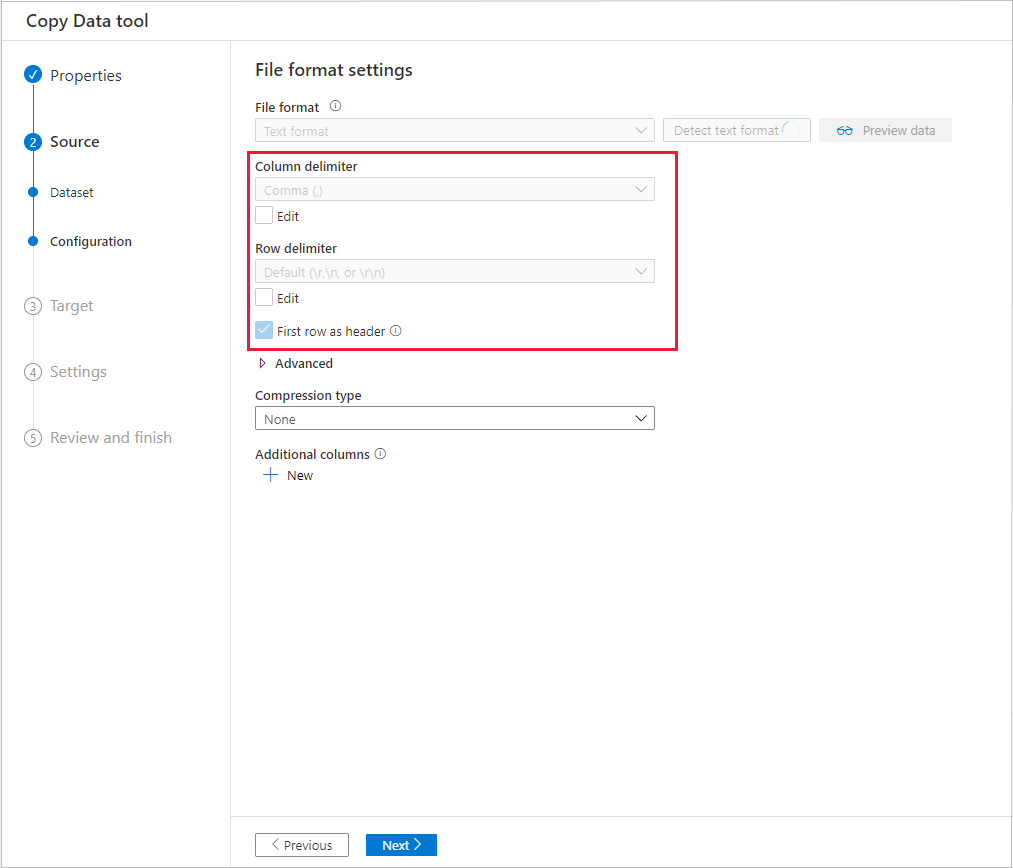 Copy Data tool
Properties
2 Source
Dataset
Configuration
3 Target
4 Settings
5 Review and finish
File format settings
File format
Text format
Detect text format
Preview data
Column delimiter
Comma (,)
Edit
Row delimiter
Default (\r,\n, or \r\n)
Edit
First row as header
Advanced
Compression type
None
Additional columns
New
Previous
Next